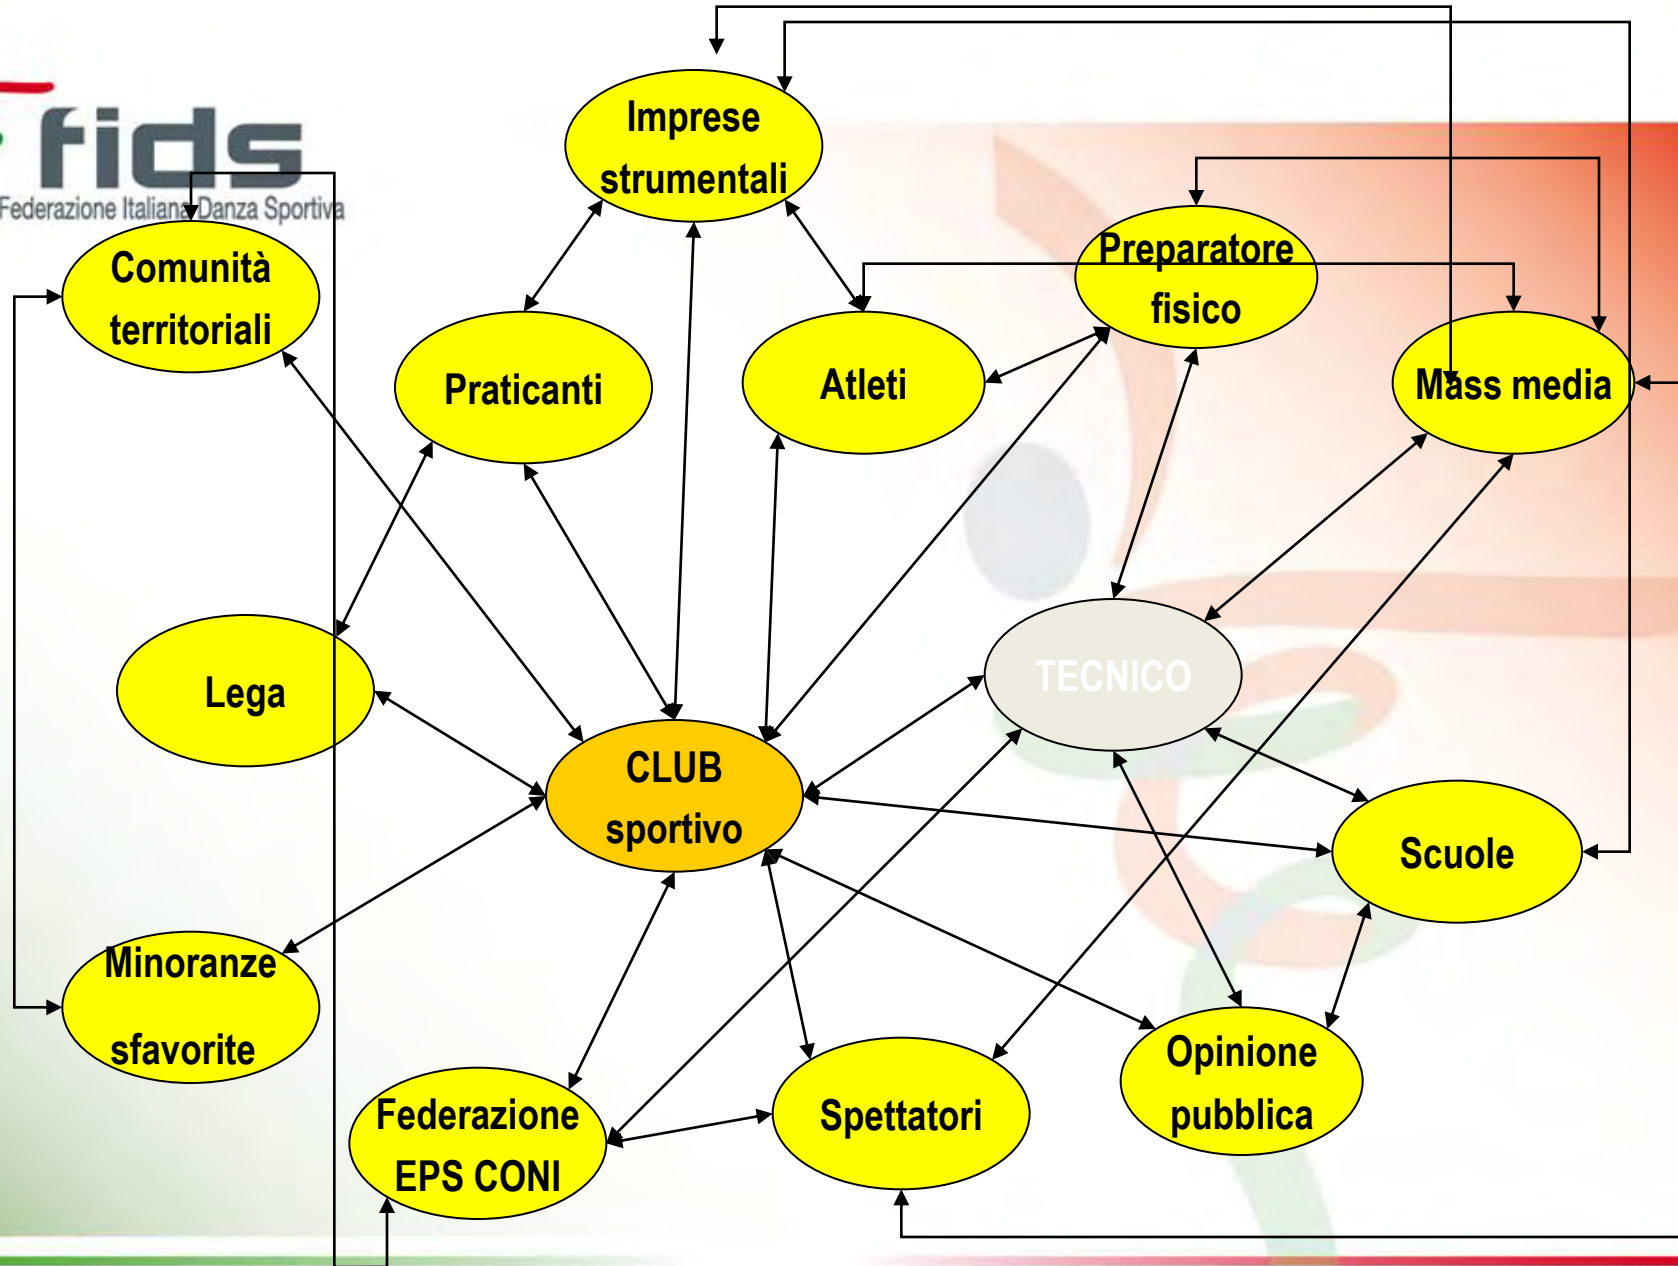 fids
Federazione Italiana Danza Sportiva
Imprese
strumentali
Comunità
territoriali
Preparatore
fisico
Praticanti
Atleti
Mass media
Lega
TECNICO
CLUB
sportivo
Scuole
Minoranze
sfavorite
Federazione
EPS CONI
Spettatori
Opinione
pubblica